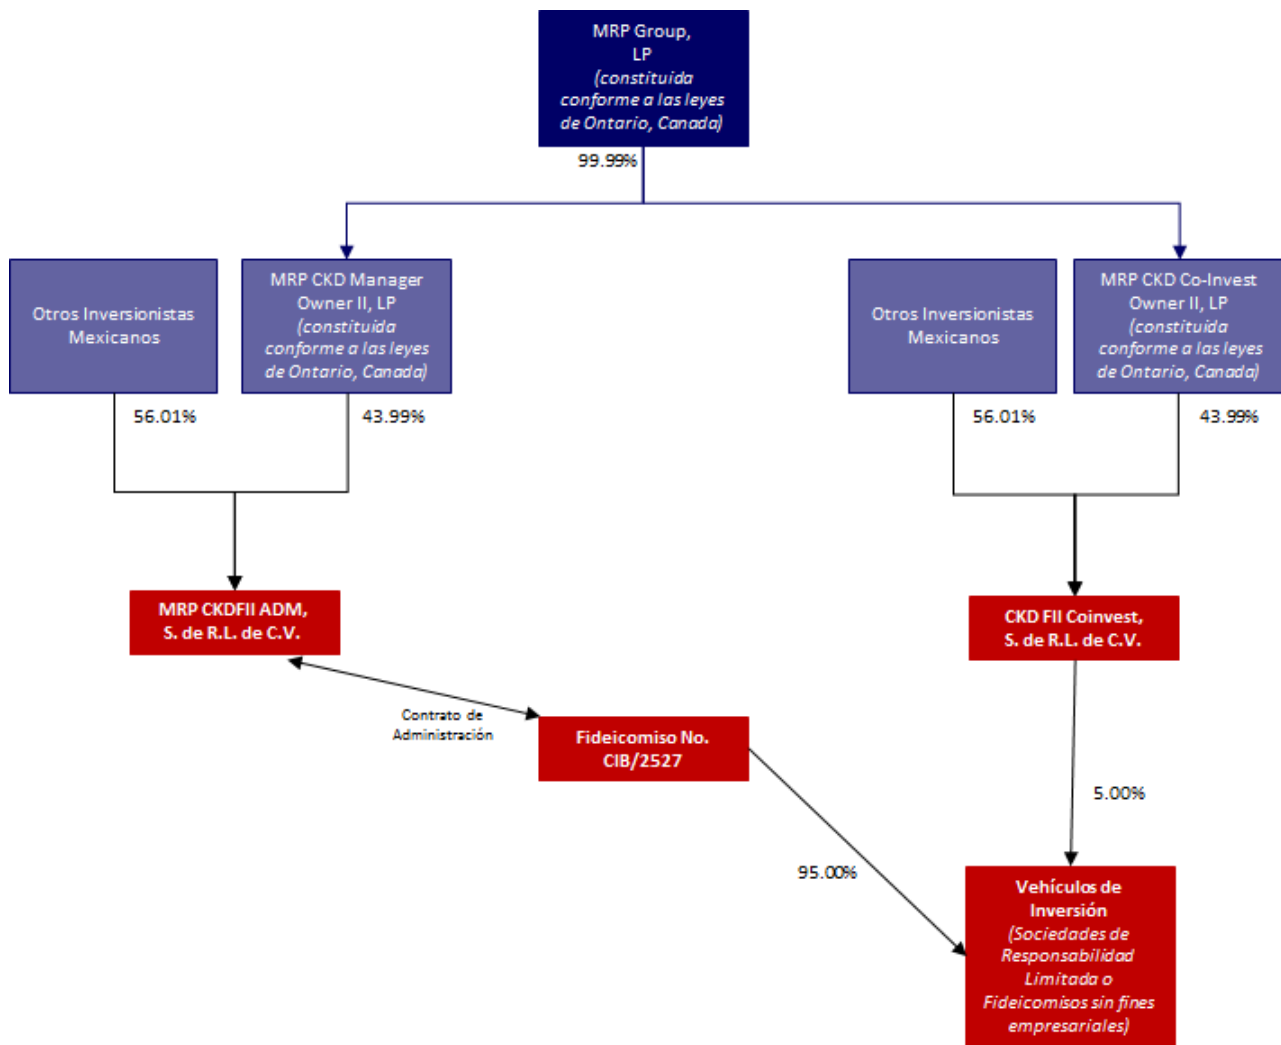 MRP Group,
LP
(constituida
conforme a las leyes
de Ontario, Canada)
99.99%
Otros Inversionistas
Mexicanos
MRP CKD Manager
Owner II, LP
(constituida
conforme a las leyes
de Ontario, Canada)
Otros Inversionistas
Mexicanos
MRP CKD Co-Invest
Owner II, LP
(constituida
conforme a las leyes
de Ontario, Canada)
56.01%
43.99%
56.01%
43.99%
MRP CKDFII ADM,
S. de R.L. de C.V.
CKD FII Coinvest,
S. de R.L. de C.V.
Contrato de
Administración
Fideicomiso No.
CIB/2527
5.00%
95.00%
Vehículos de
Inversión
(Sociedades de
Responsabilidad
Limitada o
Fideicomisos sin fines
empresariales)